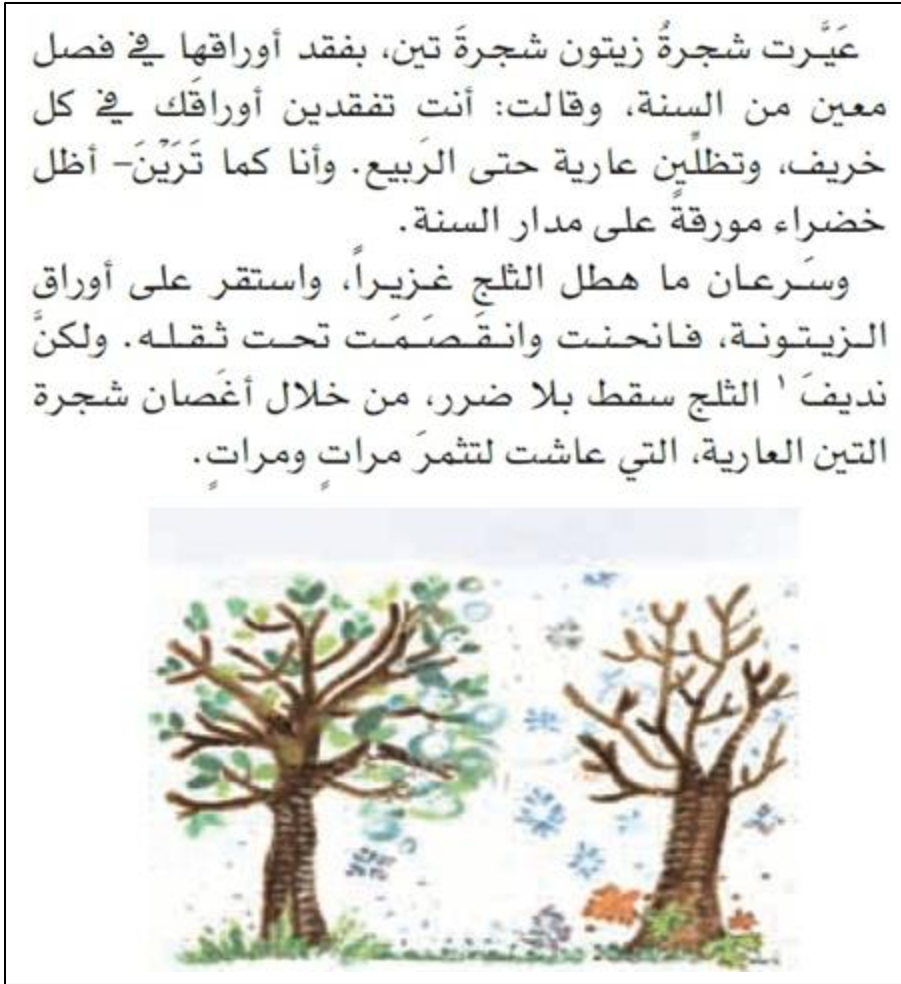 عَيَّرت شجرةُ زيتون شجرةَ تين، بفقد أوراقها في فصل
معين من السنة، وقالت: أنت تفقدين أوراقَك في كل
خريف، وتظلّين عارية حتى الرَبيع. وأنا كما تَرَيْنَ– أظل
خضراء مورقةً على مدار السنة.
وسَرعان ما هطل الثلج غزيراً، واستقر على أوراق
الزيتونة، فانحنت وانقَصَمَت تحت ثقله. ولكنَّ
نديفَ ١ الثلج سقط بلا ضرر، من خلال أغصان شجرة
التين العارية، التي عاشت لتثمرَ مراتٍ ومراتٍ.